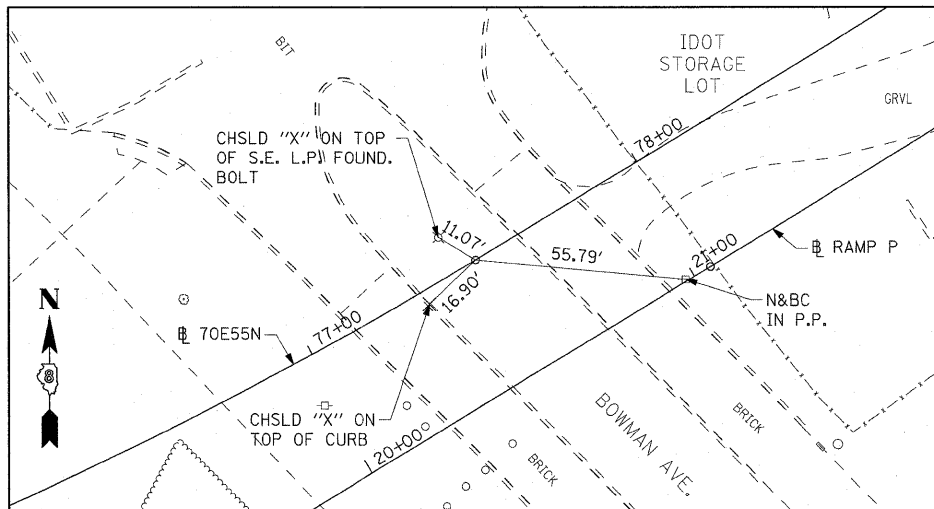 IDOT
STORAGE
LOT
BIT
GRVL
CHSLD "X" ON TOP
OF S.E. L.P. FOUND.
BOLT
78+00
11.07'
55.79'
21+00
℄ RAMP P
N
8
16.90'
N&BC
IN P.P.
77+00
℄ 70E55N
CHSLD "X" ON
TOP OF CURB
20+00
BOWMAN AVE.
BRICK
BRICK